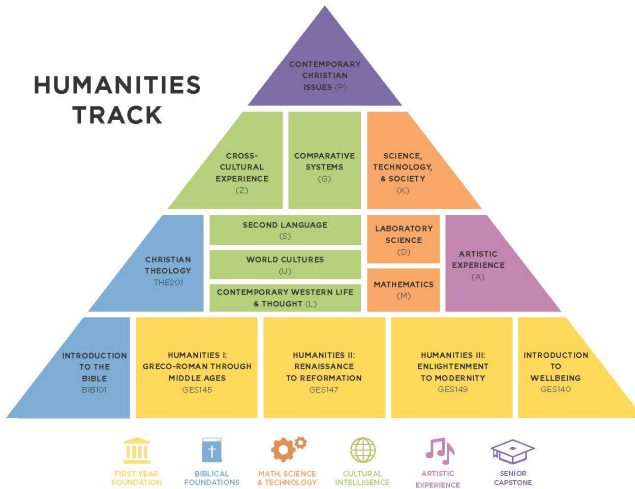 HUMANITIES
TRACK
CONTEMPORARY
CHRISTIAN
ISSUES (P)
CROSS-
CULTURAL
EXPERIENCE
(Z)
COMPARATIVE
SYSTEMS
(G)
SCIENCE,
TECHNOLOGY,
& SOCIETY
(K)
CHRISTIAN
THEOLOGY
THE201
SECOND LANGUAGE
(S)
WORLD CULTURES
(U)
CONTEMPORARY WESTERN LIFE
& THOUGHT (L)
LABORATORY
SCIENCE
(D)
MATHEMATICS
(M)
ARTISTIC
EXPERIENCE
(A)
INTRODUCTION
TO THE
BIBLE
BIB101
HUMANITIES I:
GRECO-ROMAN THROUGH
MIDDLE AGES
GES145
HUMANITIES II:
RENAISSANCE
TO REFORMATION
GES147
HUMANITIES III:
ENLIGHTENMENT
TO MODERNITY
GES149
INTRODUCTION
TO
WELLBEING
GES140
FIRST YEAR
FOUNDATION
BIBLICAL
FOUNDATIONS
MATH, SCIENCE
& TECHNOLOGY
CULTURAL
INTELLIGENCE
ARTISTIC
EXPERIENCE
SENIOR
CAPSTONE